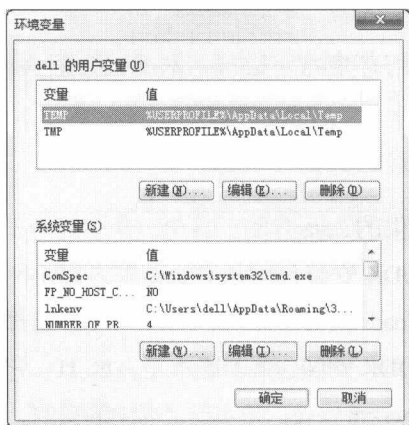 环境变量
dell 的用户变量(U)
变量 值
TEMP %USERPROFILE%\AppData\Local\Temp
TMP %USERPROFILE%\AppData\Local\Temp
新建(N)... 编辑(E)... 删除(D)
系统变量(S)
变量 值
ComSpec C:\Windows\system32\cmd.exe
FP_NO_HOST_C... NO
lnkenv C:\Users\dell\AppData\Roaming\3...
NUMBER_OF_PR 4
新建(W)... 编辑(I)... 删除(L)
确定 取消